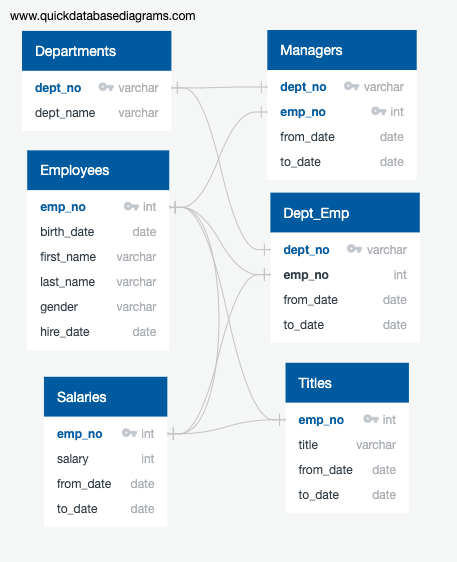 www.quickdatabasediagrams.com
Departments
dept_no varchar
dept_name varchar
Managers
dept_no varchar
emp_no int
from_date date
to_date date
Employees
emp_no int
birth_date date
first_name varchar
last_name varchar
gender varchar
hire_date date
Dept_Emp
dept_no varchar
emp_no int
from_date date
to_date date
Salaries
emp_no int
salary int
from_date date
to_date date
Titles
emp_no int
title varchar
from_date date
to_date date